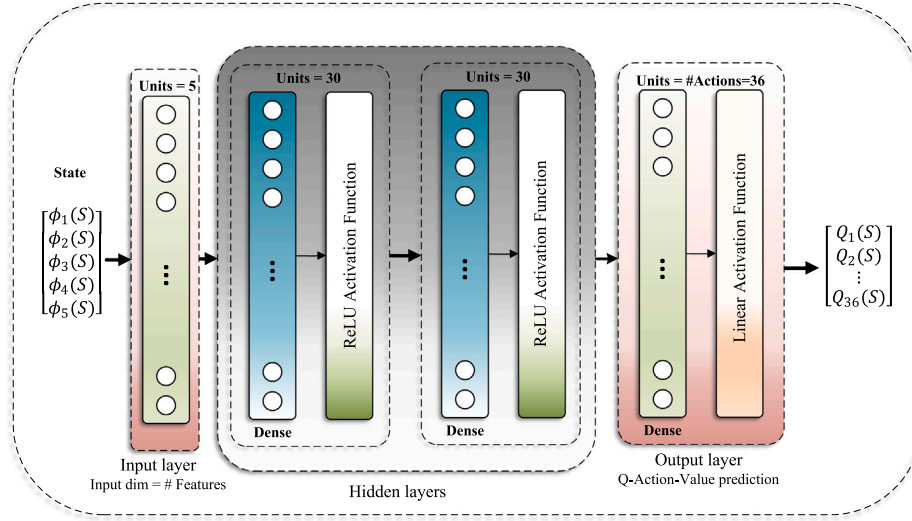 State
ϕ1(S)
ϕ2(S)
ϕ3(S)
ϕ4(S)
ϕ5(S)
Units = 5
Input layer
Input dim = # Features
Units = 30
ReLU Activation Function
Dense
Units = 30
ReLU Activation Function
Dense
Hidden layers
Units = #Actions=36
Linear Activation Function
Dense
Output layer
Q-Action-Value prediction
Q1(S)
Q2(S)
⋮
Q36(S)